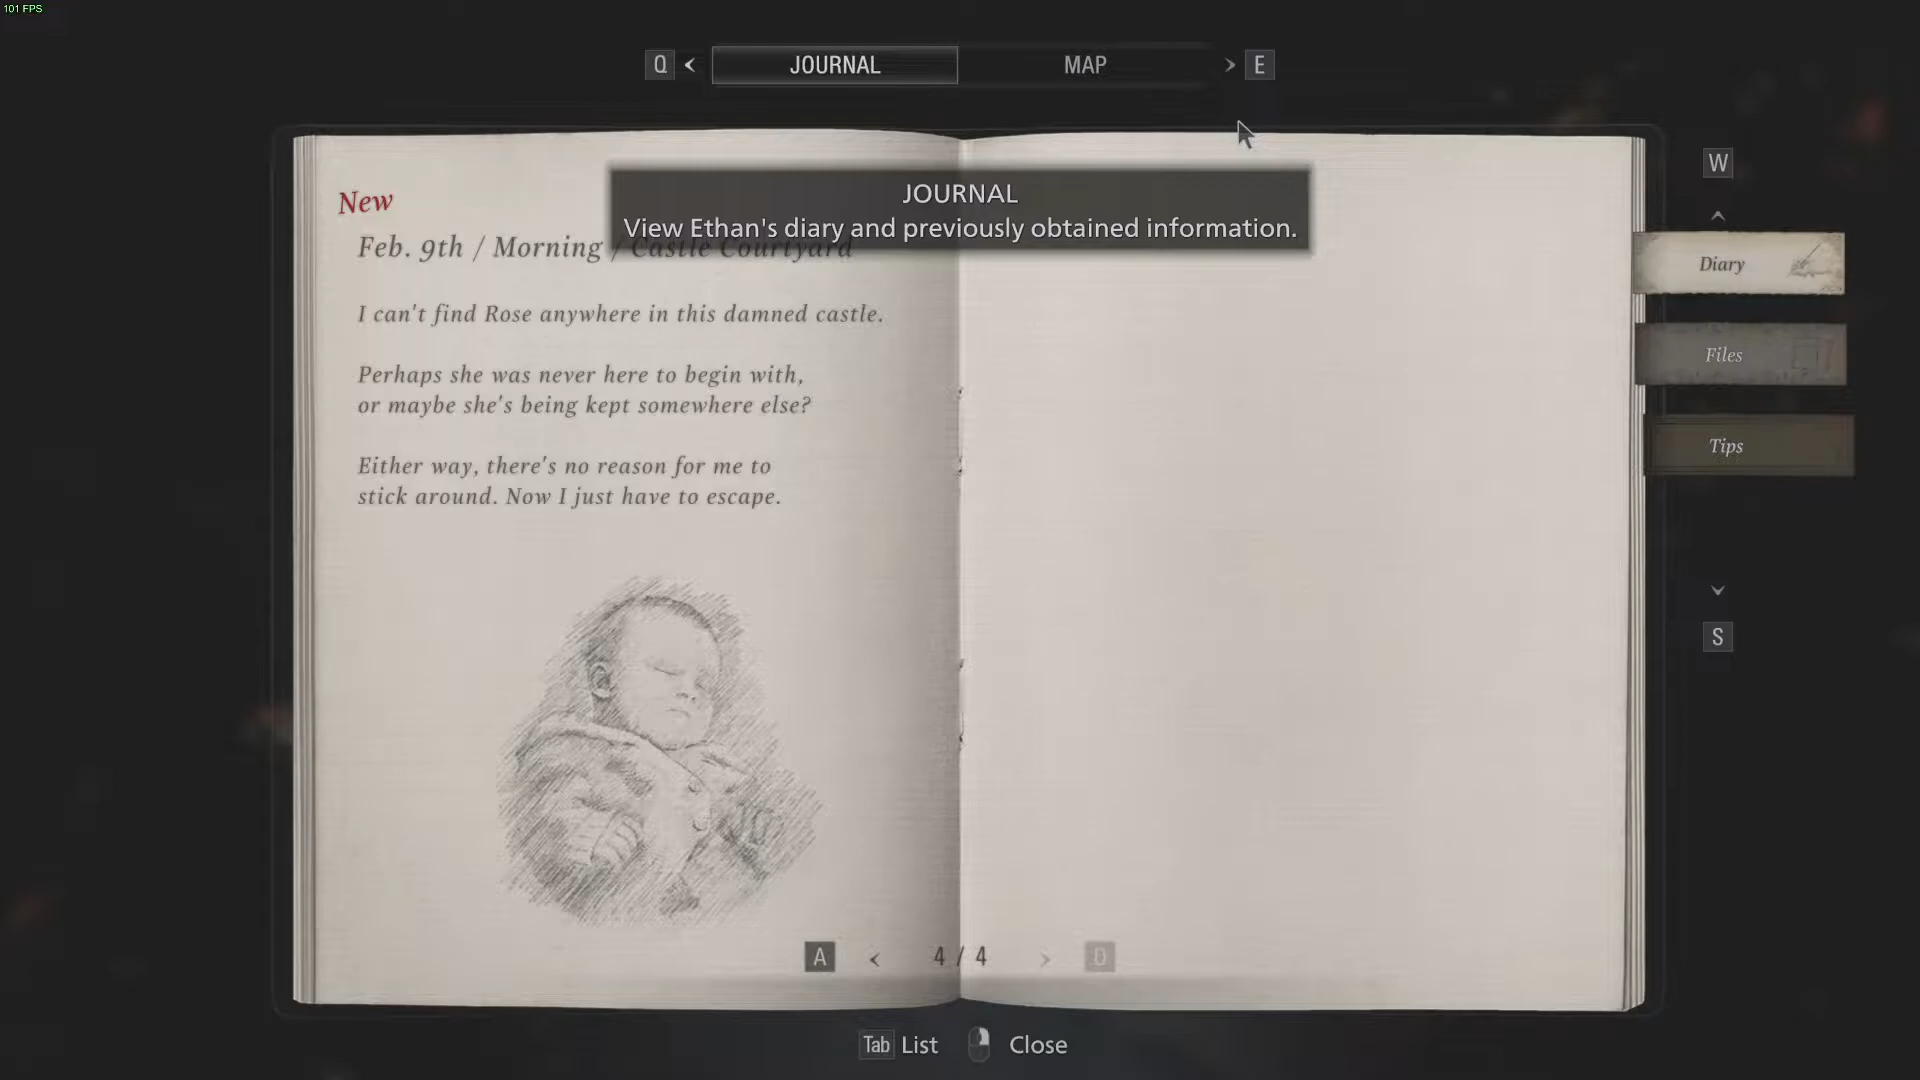 101 FPS
Q < JOURNAL MAP > E
JOURNAL
View Ethan's diary and previously obtained information.
New
Feb. 9th / Morning / Castle Courtyard
I can't find Rose anywhere in this damned castle.
Perhaps she was never here to begin with,
or maybe she's being kept somewhere else?
Either way, there's no reason for me to
stick around. Now I just have to escape.
W
Diary
Files
Tips
S
A < 4 / 4 > D
Tab List Close